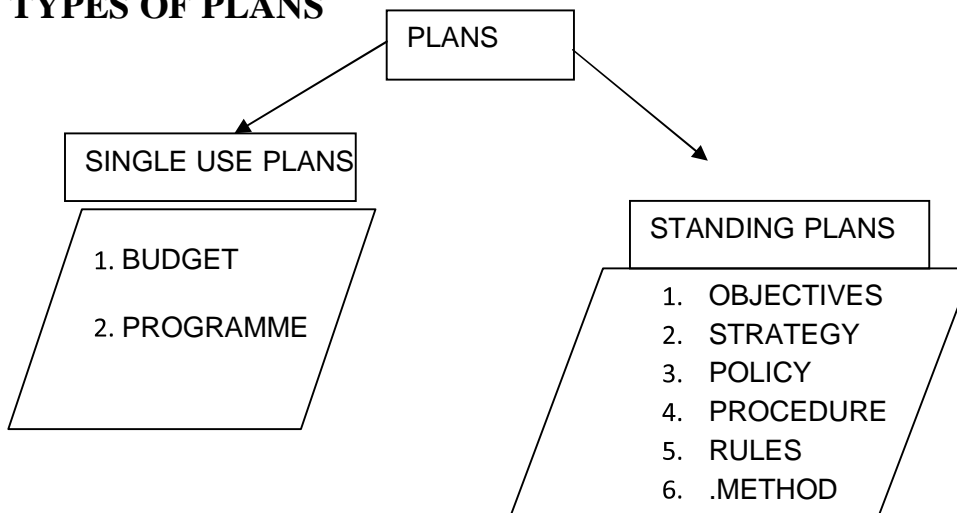 TYPES OF PLANS
PLANS
SINGLE USE PLANS
1. BUDGET
2. PROGRAMME
STANDING PLANS
1. OBJECTIVES
2. STRATEGY
3. POLICY
4. PROCEDURE
5. RULES
6. .METHOD